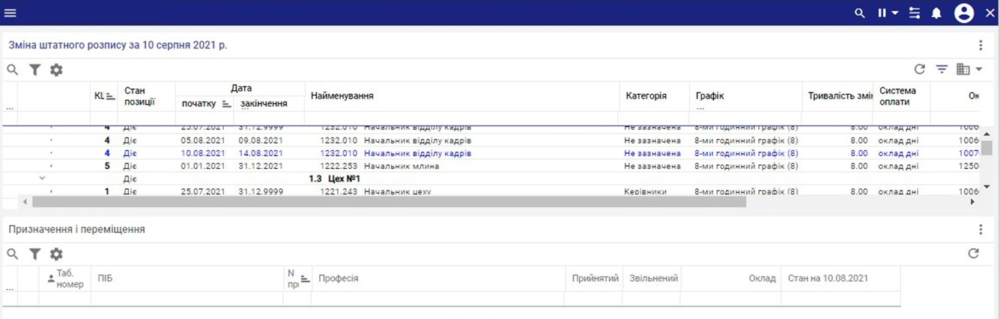 Зміна штатного розпису за 10 серпня 2021 р.
КЦ Стан позиції Дата початку закінчення ... Найменування Категорія Графік ... Тривалість змін Система оплати Ок
...
4 Діє 25.07.2021 31.12.9999 1232.010 Начальник відділу кадрів Не зазначена 8-ми годинний графік (8) 8.00 оклад дні 1006
4 Діє 05.08.2021 09.08.2021 1232.010 Начальник відділу кадрів Не зазначена 8-ми годинний графік (8) 8.00 оклад дні 1006
4 Діє 10.08.2021 14.08.2021 1232.010 Начальник відділу кадрів Не зазначена 8-ми годинний графік (8) 8.00 оклад дні 1007
5 Діє 01.01.2021 31.12.2021 1222.253 Начальник млина Не зазначена 8-ми годинний графік (8) 8.00 оклад дні 1250
Діє 1.3 Цех №1
1 Діє 25.07.2021 31.12.9999 1221.243 Начальник цеху Керівники 8-ми годинний графік (8) 8.00 оклад дні 1006
Призначення і переміщення
Таб. номер ПІБ N при Професія Прийнятий Звільнений Оклад Стан на 10.08.2021
...